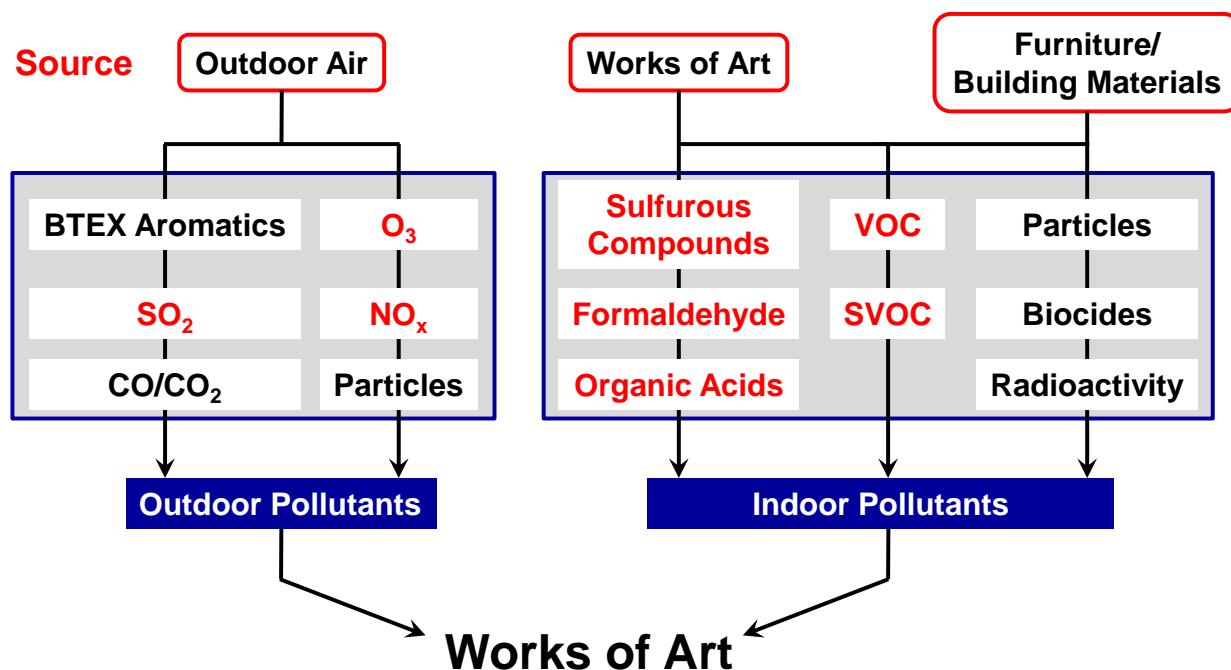 Source
Outdoor Air
Works of Art
Furniture/
Building Materials
BTEX Aromatics
O₃
SO₂
NOₓ
CO/CO₂
Particles
Sulfurous
Compounds
VOC
Particles
Formaldehyde
SVOC
Biocides
Organic Acids
Radioactivity
Outdoor Pollutants
Indoor Pollutants
Works of Art